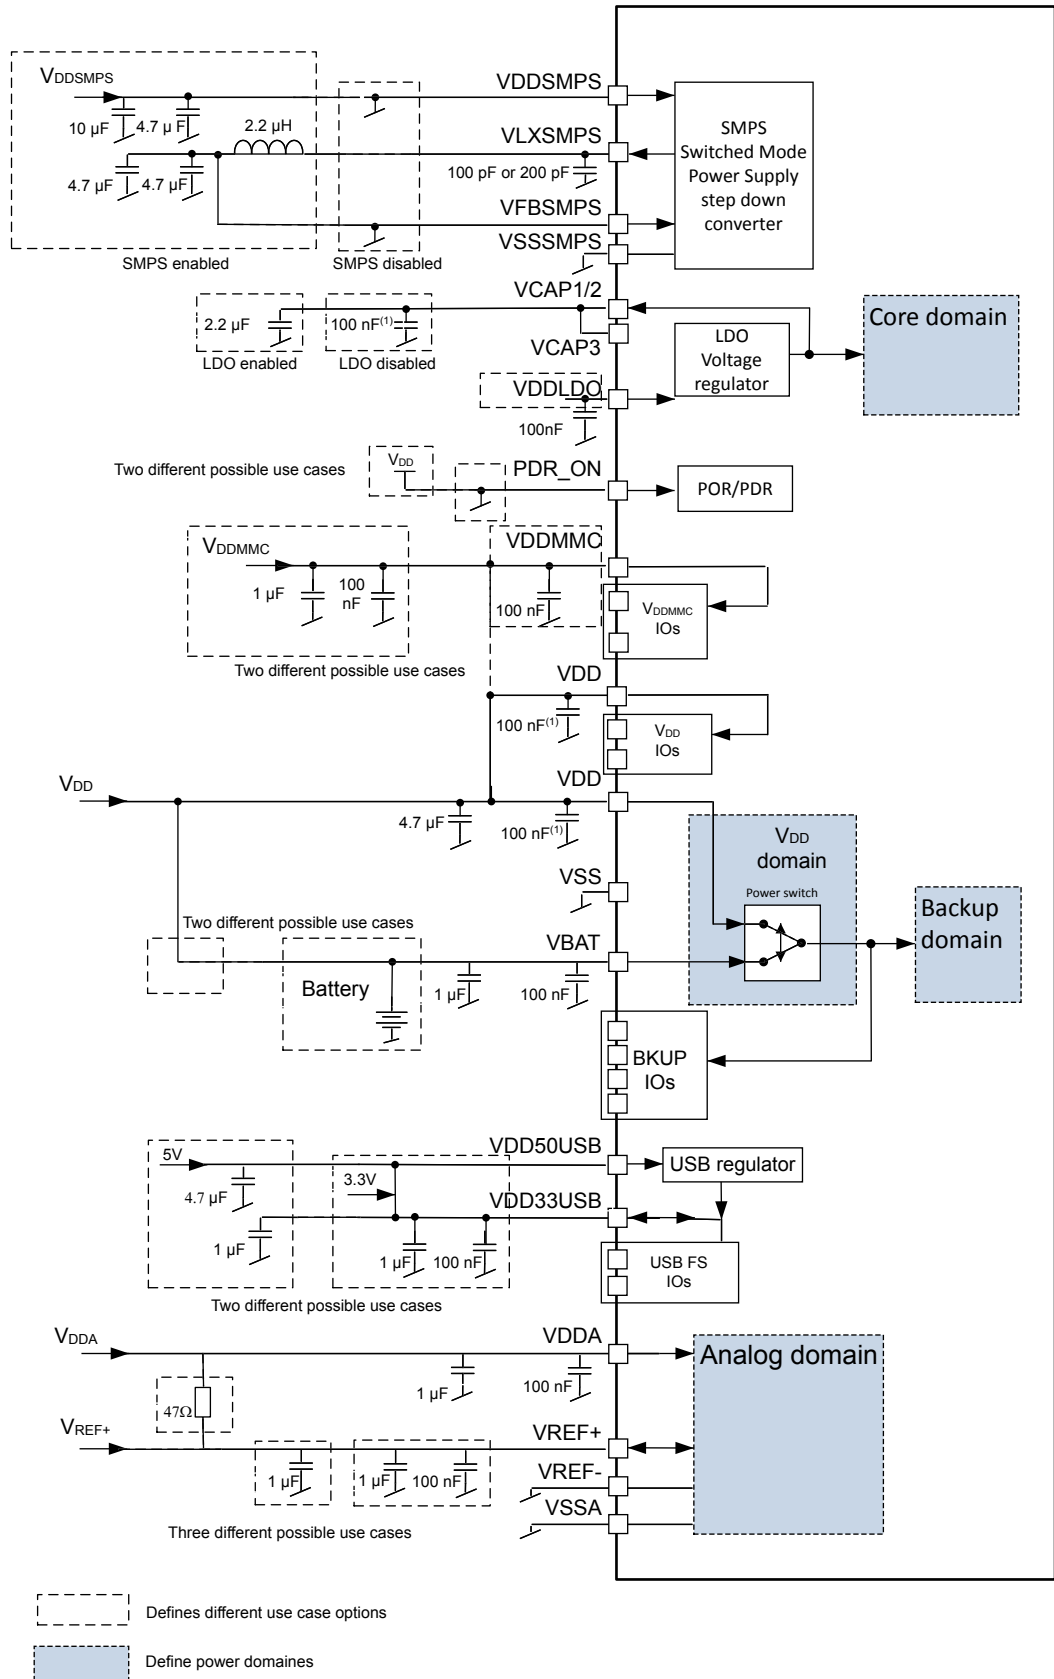 VDDSMPS
10 µF
4.7 µ F
2.2 µH
4.7 µF
4.7 µF
SMPS enabled
SMPS disabled
VDDSMPS
VLXSMPS
100 pF or 200 pF
VFBSMPS
VSSSMPS
SMPS
Switched Mode
Power Supply
step down
converter
VCAP1/2
2.2 µF
100 nF(1)
LDO enabled
LDO disabled
VCAP3
VDDLDO
100nF
LDO
Voltage
regulator
Core domain
Two different possible use cases
VDD
PDR_ON
POR/PDR
VDDMMC
1 µF
100
nF
VDDMMC
100 nF
VDDMMC
IOs
Two different possible use cases
VDD
100 nF(1)
VDD
IOs
VDD
VDD
4.7 µF
100 nF(1)
VDD
domain
Power switch
VSS
Two different possible use cases
VBAT
Battery
1 µF
100 nF
Backup
domain
BKUP
IOs
5V
4.7 µF
VDD50USB
USB regulator
3.3V
VDD33USB
1 µF
1 µF
100 nF
USB FS
IOs
Two different possible use cases
VDDA
VDDA
1 µF
100 nF
Analog domain
47Ω
VREF+
VREF+
1 µF
1 µF
100 nF
VREF-
VSSA
Three different possible use cases
Defines different use case options
Define power domaines